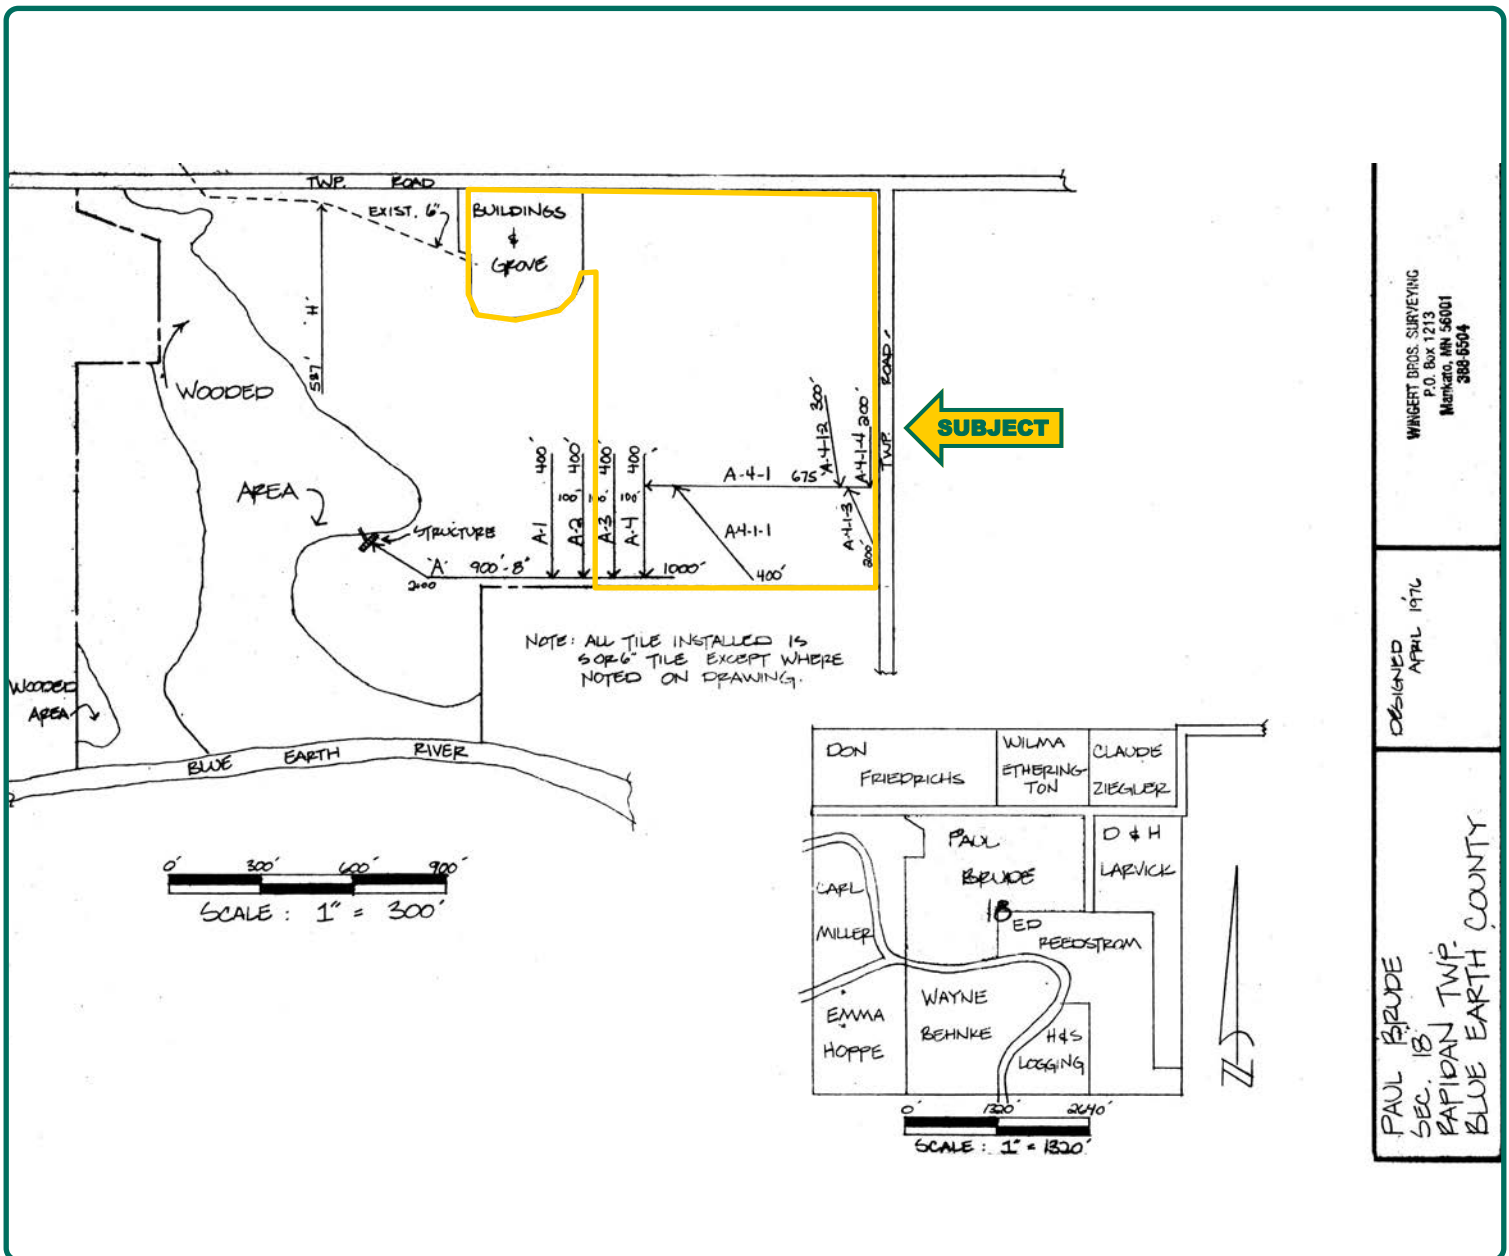 TWP. ROAD
EXIST. 6"
BUILDINGS
&
GROVE
587' 'H'
WOODED
AREA
STRUCTURE
'A' 900'-8"
2100
1000'
A-1 400'
A-2 400'
A-3 400'
A-4 400'
100'
100'
100'
A-4-1 675'
A-4-1-1
400'
A-4-1-2 300'
A-4-1-3
200'
A-4-1-4 200'
TWP. ROAD
SUBJECT
NOTE: ALL TILE INSTALLED IS
5 OR 6" TILE EXCEPT WHERE
NOTED ON DRAWING.
WOODED
AREA
BLUE EARTH RIVER
0' 300' 600' 900'
SCALE : 1" = 300'
DON
FRIEDRICHS
WILMA
ETHERING-
TON
CLAUDE
ZIEGLER
PAUL
BRUDE
18
D & H
LARVICK
CARL
MILLER
ED
REEDSTROM
EMMA
HOPPE
WAYNE
BEHNKE
H&S
LOGGING
0' 1320' 2640'
SCALE : 1" = 1320'
N
WINGERT BROS. SURVEYING
P.O. Box 1213
Mankato, MN 56001
388-6504
DESIGNED
APRIL 1976
PAUL BRUDE
SEC. 18
RAPIDAN TWP.
BLUE EARTH COUNTY